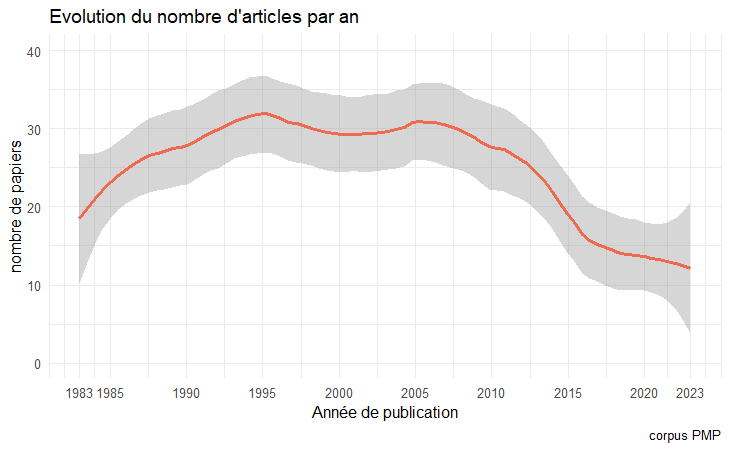 Evolution du nombre d'articles par an
nombre de papiers
40
30
20
10
0
1983 1985 1990 1995 2000 2005 2010 2015 2020 2023
Année de publication
corpus PMP